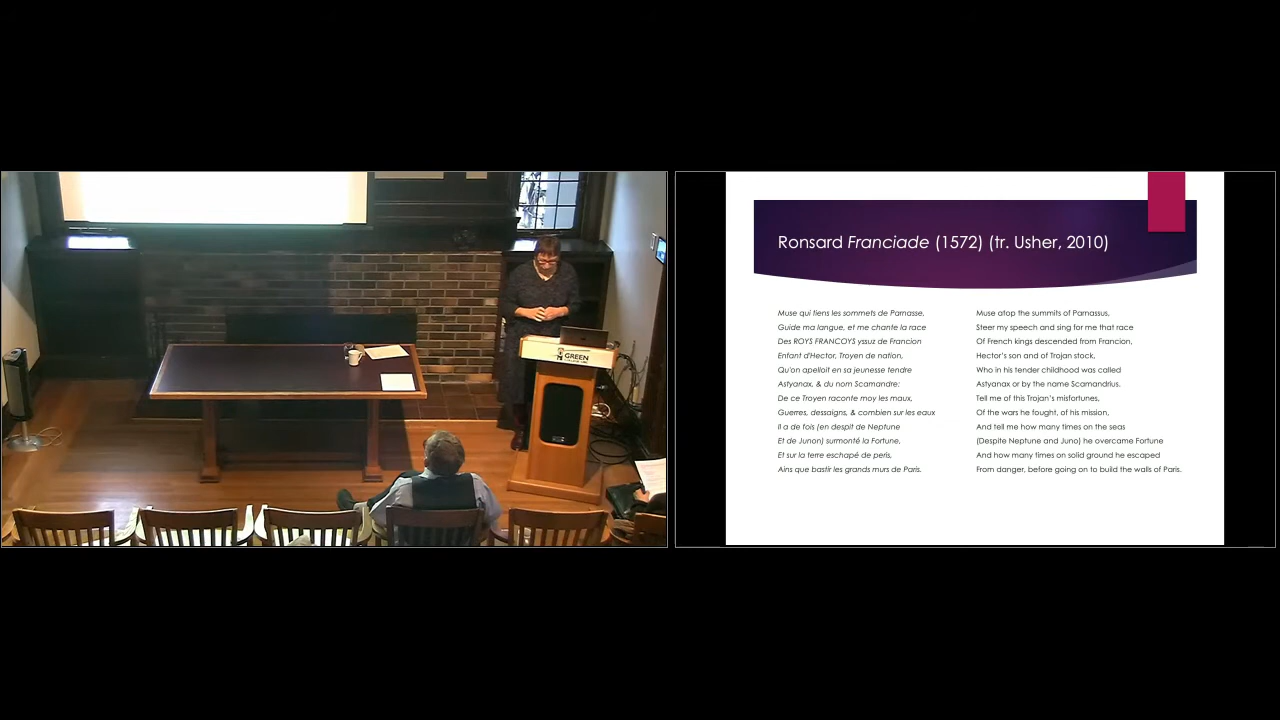 GREEN
Ronsard Franciade (1572) (tr. Usher, 2010)
Muse qui tiens les sommets de Parnasse,
Guide ma langue, et me chante la race
Des ROYS FRANCOYS yssuz de Francion
Enfant d'Hector, Troyen de nation,
Qu'on apelloit en sa jeunesse tendre
Astyanax, & du nom Scamandre:
De ce Troyen raconte moy les maux,
Guerres, dessaigns, & combien sur les eaux
Il a de fois (en despit de Neptune
Et de Junon) surmonté la Fortune,
Et sur la terre eschapé de peris,
Ains que bastir les grands murs de Paris.
Muse atop the summits of Parnassus,
Steer my speech and sing for me that race
Of French kings descended from Francion,
Hector's son and of Trojan stock,
Who in his tender childhood was called
Astyanax or by the name Scamandrius.
Tell me of this Trojan's misfortunes,
Of the wars he fought, of his mission,
And tell me how many times on the seas
(Despite Neptune and Juno) he overcame Fortune
And how many times on solid ground he escaped
From danger, before going on to build the walls of Paris.